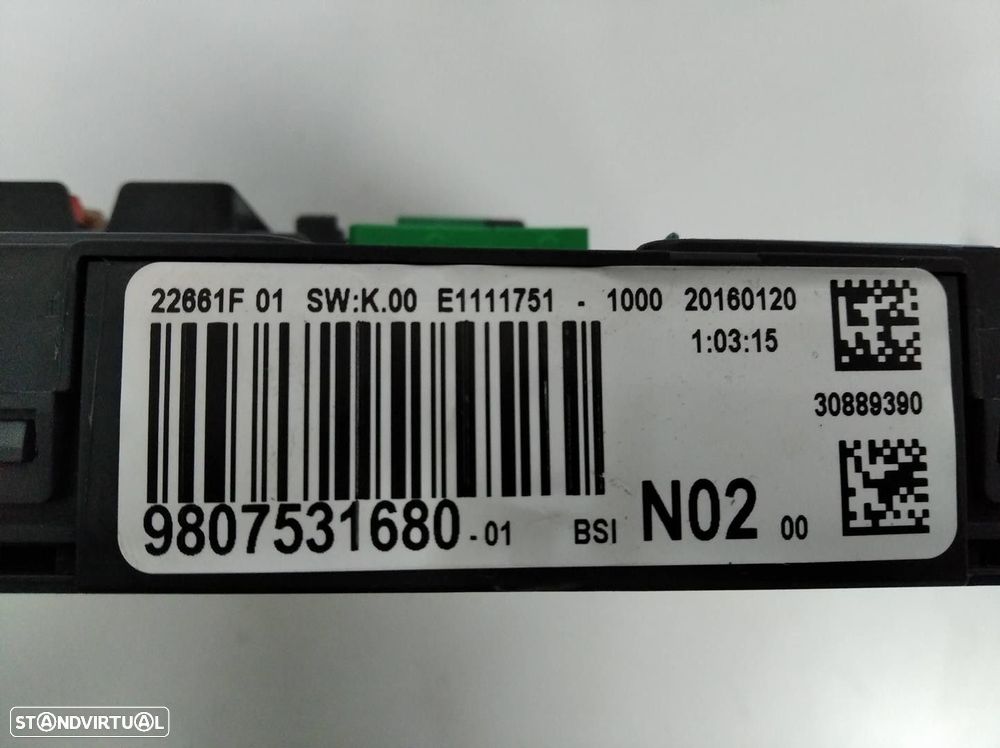 22661F 01 SW:K.00 E1111751 - 1000 20160120
1:03:15
30889390
9807531680 - 01 BSI N02 00
STANDVIRTUAL